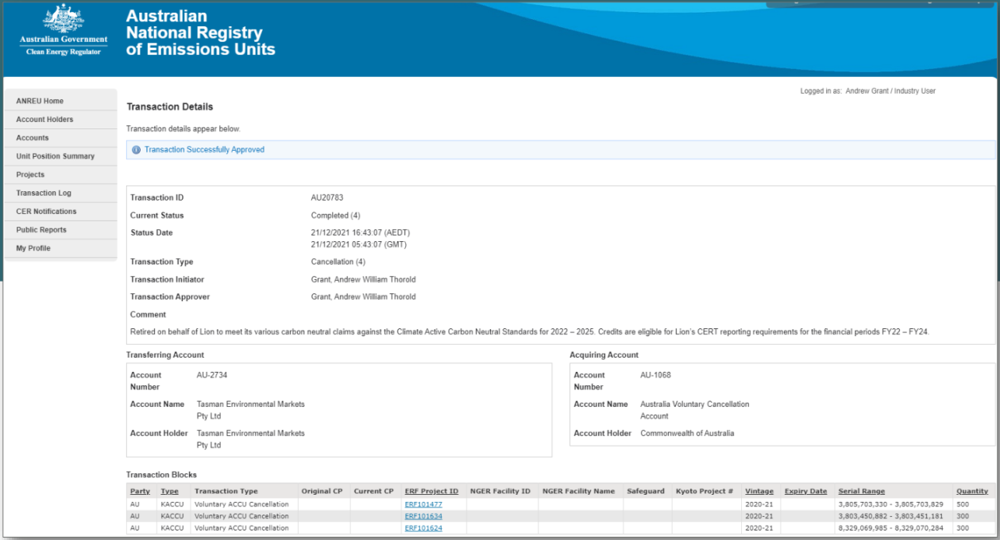 Australian Government
Clean Energy Regulator
Australian
National Registry
of Emissions Units
Logged in as: Andrew Grant / Industry User
ANREU Home
Account Holders
Accounts
Unit Position Summary
Projects
Transaction Log
CER Notifications
Public Reports
My Profile
Transaction Details
Transaction details appear below.
Transaction Successfully Approved
Transaction ID AU20783
Current Status Completed (4)
Status Date 21/12/2021 16:43:07 (AEDT)
21/12/2021 05:43:07 (GMT)
Transaction Type Cancellation (4)
Transaction Initiator Grant, Andrew William Thorold
Transaction Approver Grant, Andrew William Thorold
Comment
Retired on behalf of Lion to meet its various carbon neutral claims against the Climate Active Carbon Neutral Standards for 2022 – 2025. Credits are eligible for Lion's CERT reporting requirements for the financial periods FY22 – FY24.
Transferring Account
Account Number AU-2734
Account Name Tasman Environmental Markets
Pty Ltd
Account Holder Tasman Environmental Markets
Pty Ltd
Acquiring Account
Account Number AU-1068
Account Name Australia Voluntary Cancellation
Account
Account Holder Commonwealth of Australia
Transaction Blocks
Party Type Transaction Type Original CP Current CP ERF Project ID NGER Facility ID NGER Facility Name Safeguard Kyoto Project # Vintage Expiry Date Serial Range Quantity
AU KACCU Voluntary ACCU Cancellation ERF101477 2020-21 3,805,703,330 - 3,805,703,829 500
AU KACCU Voluntary ACCU Cancellation ERF101634 2020-21 3,803,450,882 - 3,803,451,181 300
AU KACCU Voluntary ACCU Cancellation ERF101624 2020-21 8,329,069,985 - 8,329,070,284 300